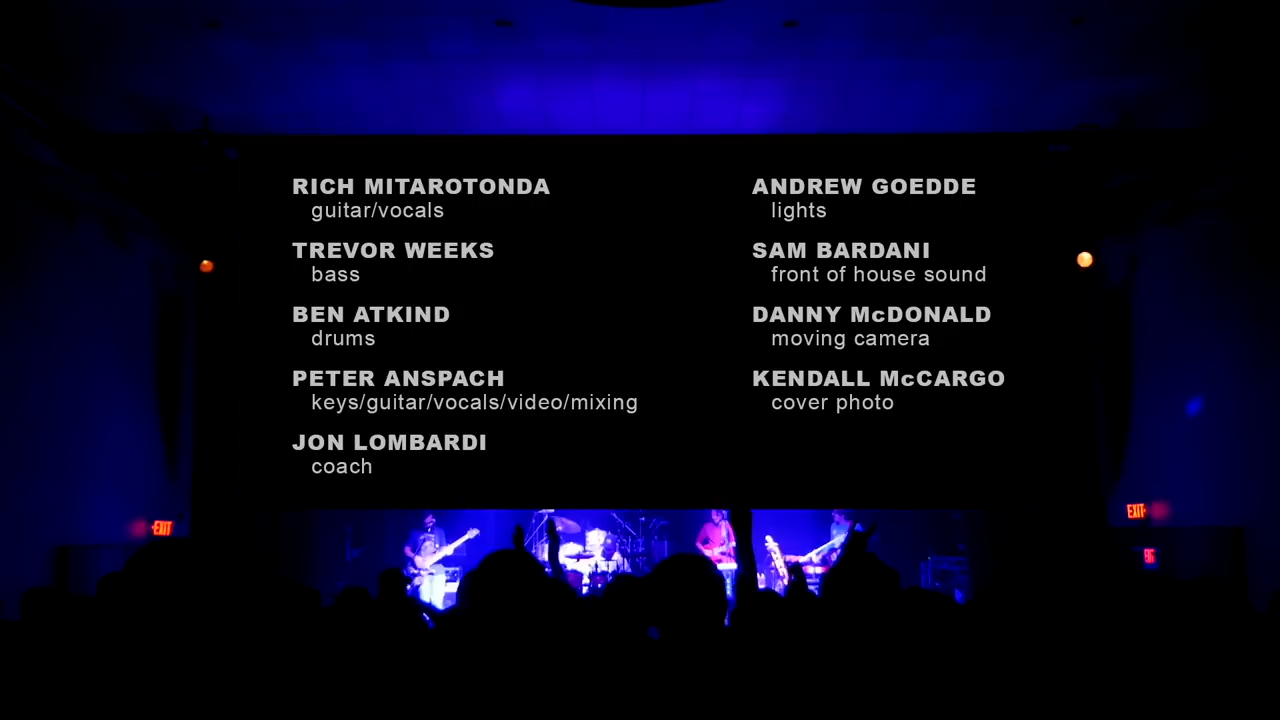 RICH MITAROTONDA
guitar/vocals
TREVOR WEEKS
bass
BEN ATKIND
drums
PETER ANSPACH
keys/guitar/vocals/video/mixing
JON LOMBARDI
coach
ANDREW GOEDDE
lights
SAM BARDANI
front of house sound
DANNY McDONALD
moving camera
KENDALL McCARGO
cover photo
EXIT
EXIT